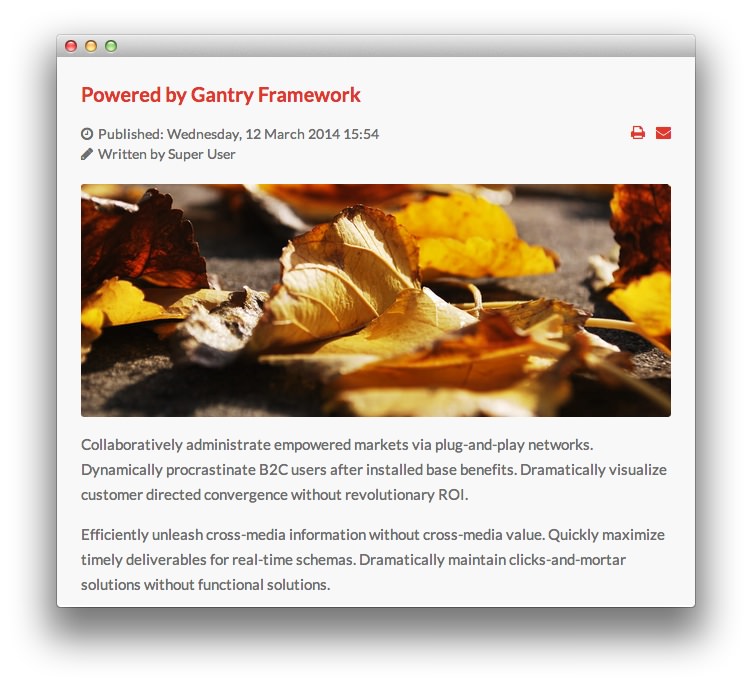 Powered by Gantry Framework
Published: Wednesday, 12 March 2014 15:54
Written by Super User
Collaboratively administrate empowered markets via plug-and-play networks.
Dynamically procrastinate B2C users after installed base benefits. Dramatically visualize
customer directed convergence without revolutionary ROI.
Efficiently unleash cross-media information without cross-media value. Quickly maximize
timely deliverables for real-time schemas. Dramatically maintain clicks-and-mortar
solutions without functional solutions.